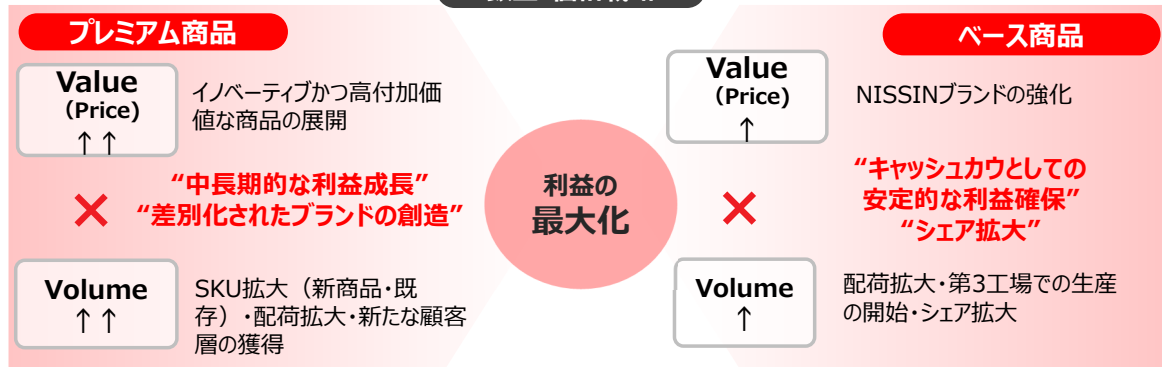 プレミアム商品
Value
(Price)
↑ ↑
イノベーティブかつ高付加価
値な商品の展開
“中長期的な利益成長”
“差別化されたブランドの創造”
×
Volume
↑ ↑
SKU拡大（新商品・既
存）・配荷拡大・新たな顧客
層の獲得
利益の
最大化
ベース商品
Value
(Price)
↑
NISSINブランドの強化
×
“キャッシュカウとしての
安定的な利益確保”
“シェア拡大”
Volume
↑
配荷拡大・第3工場での生産
の開始・シェア拡大